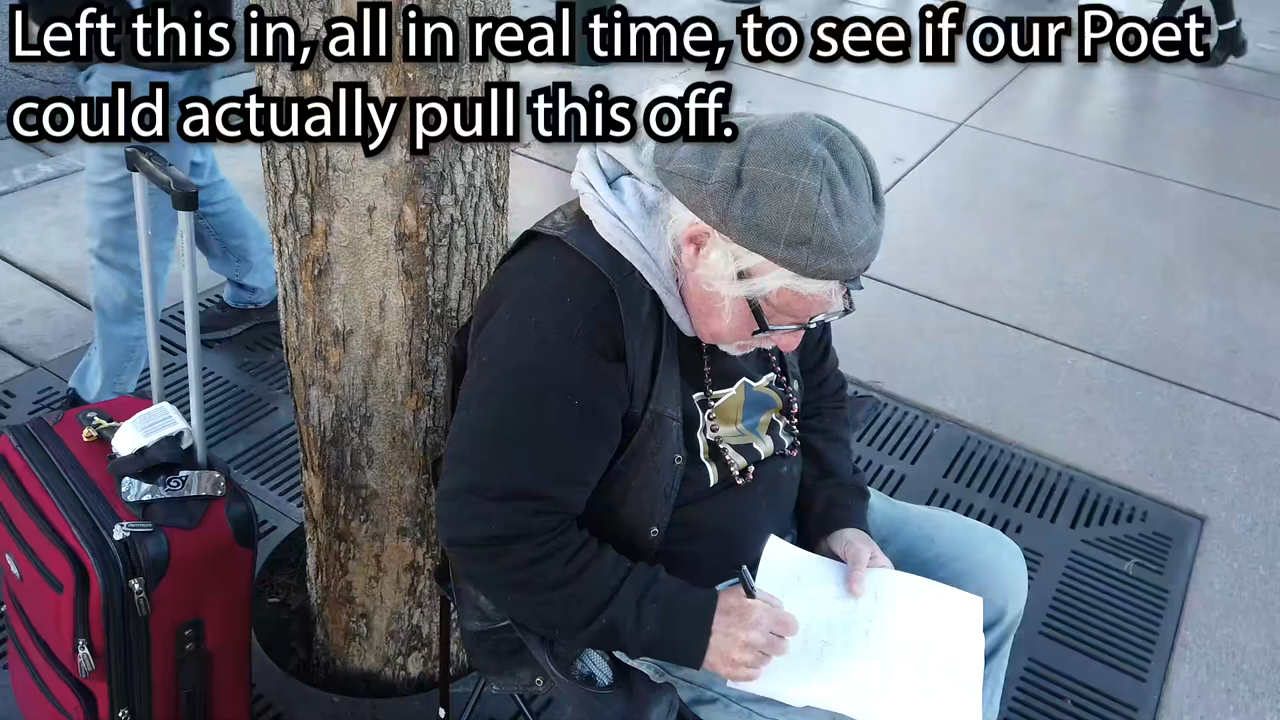 Left this in, all in real time, to see if our Poet
could actually pull this off.